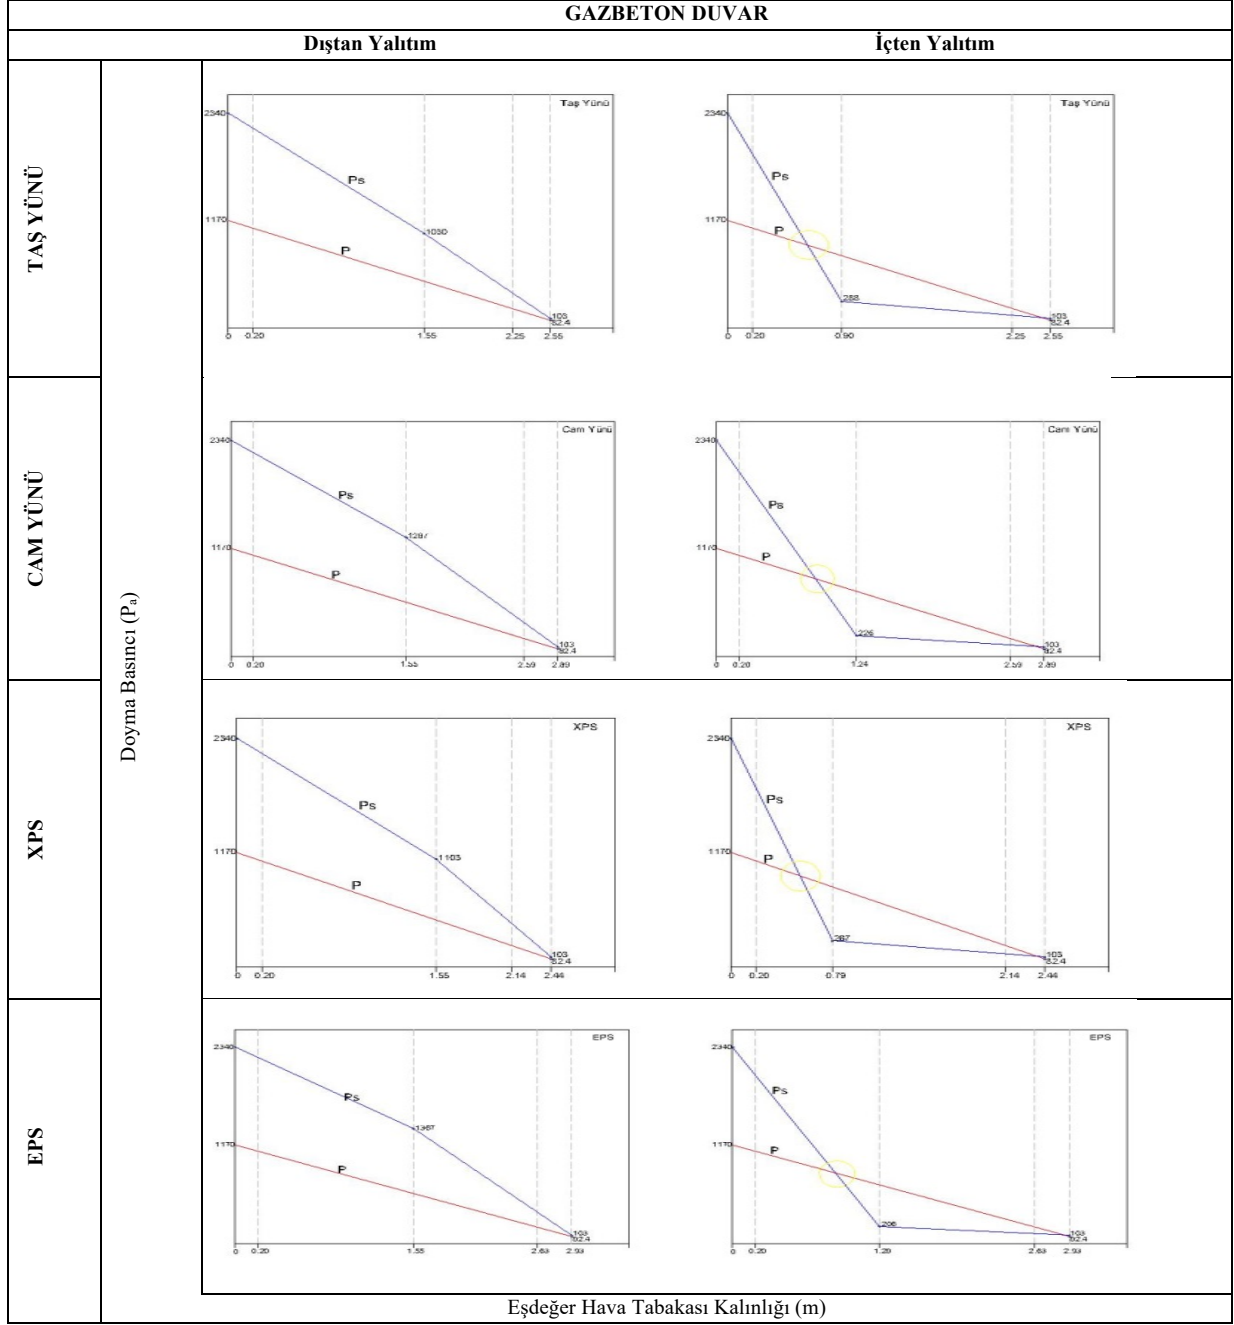 GAZBETON DUVAR
Dıştan Yalıtım
İçten Yalıtım
TAŞ YÜNÜ
Doyma Basıncı (Pa)
Taş Yünü
2340
Ps
1170
1030
P
103
82.4
0 0.20 1.55 2.25 2.55
Taş Yünü
2340
Ps
1170
P
288
103
82.4
0 0.20 0.90 2.25 2.55
CAM YÜNÜ
Cam Yünü
2340
Ps
1287
1170
P
103
82.4
0 0.20 1.55 2.59 2.89
Cam Yünü
2340
Ps
1170
P
226
103
82.4
0 0.20 1.24 2.59 2.89
XPS
XPS
2340
Ps
1170
1103
P
103
82.4
0 0.20 1.55 2.14 2.44
XPS
2340
Ps
1170
P
103
82.4
0 0.20 0.79 2.14 2.44
EPS
EPS
2340
Ps
1367
1170
P
103
82.4
0 0.20 1.55 2.63 2.93
EPS
2340
Ps
1170
P
206
103
82.4
0 0.20 1.20 2.63 2.93
Eşdeğer Hava Tabakası Kalınlığı (m)